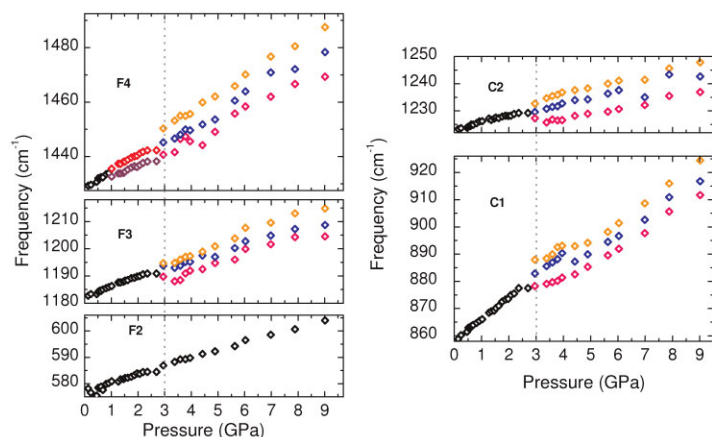 F4
1480
1460
1440
Frequency (cm⁻¹)
F3
1210
1200
1190
1180
F2
600
590
580
0 1 2 3 4 5 6 7 8 9
Pressure (GPa)
C2
1250
1240
1230
1220
Frequency (cm⁻¹)
C1
920
910
900
890
880
870
860
0 1 2 3 4 5 6 7 8 9
Pressure (GPa)